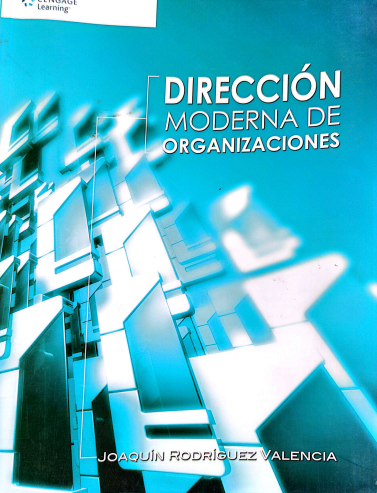 CENGAGE
Learning
DIRECCIÓN
MODERNA DE
ORGANIZACIONES
JOAQUÍN RODRÍGUEZ VALENCIA